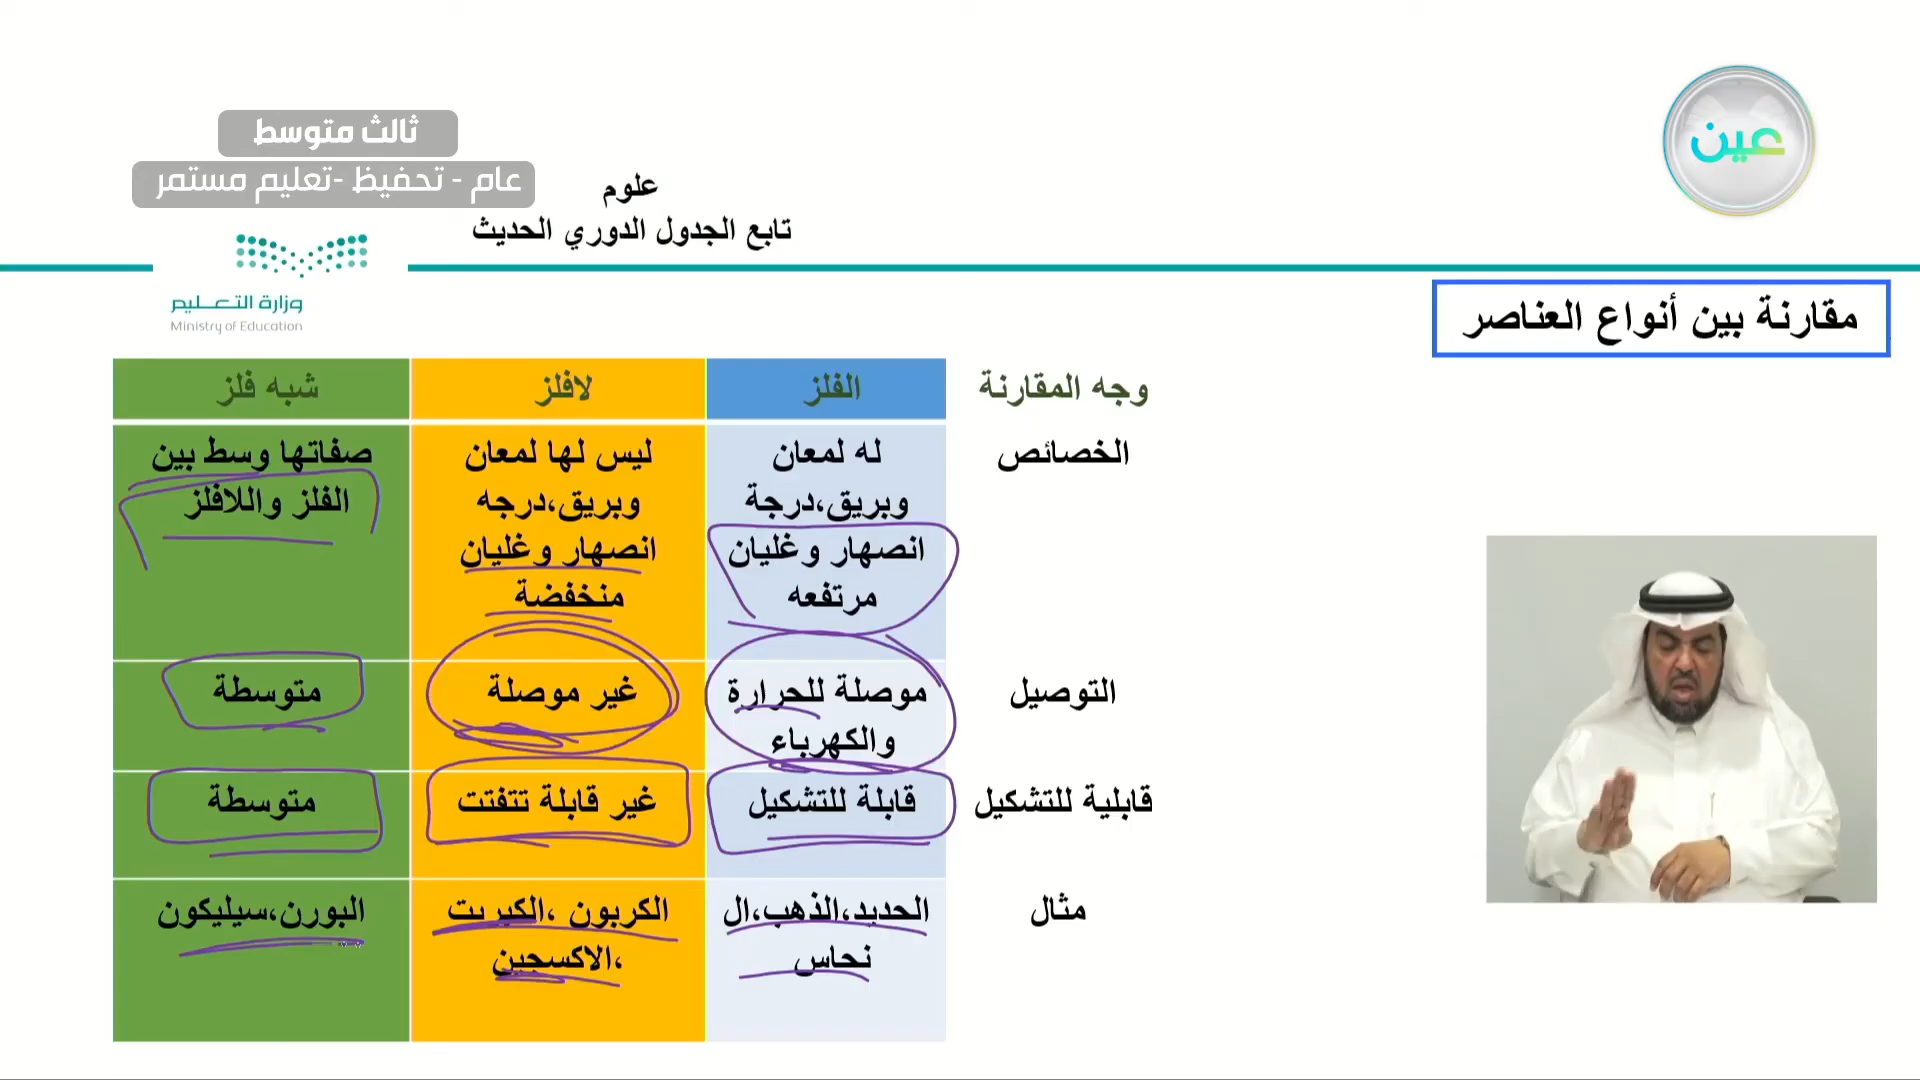 عين
ثالث متوسط
عام - تحفيظ -تعليم مستمر
علوم
تابع الجدول الدوري الحديث
وزارة التعليم
Ministry of Education
مقارنة بين أنواع العناصر
وجه المقارنة
الفلز
لافلز
شبه فلز
الخصائص
له لمعان
وبريق،درجة
انصهار وغليان
مرتفعه
ليس لها لمعان
وبريق،درجه
انصهار وغليان
منخفضة
صفاتها وسط بين
الفلز واللافلز
التوصيل
موصلة للحرارة
والكهرباء
غير موصلة
متوسطة
قابلية للتشكيل
قابلة للتشكيل
غير قابلة تتفتت
متوسطة
مثال
الحديد،الذهب،ال
نحاس
الكربون ،الكبريت
،الاكسجين
البورن،سيليكون